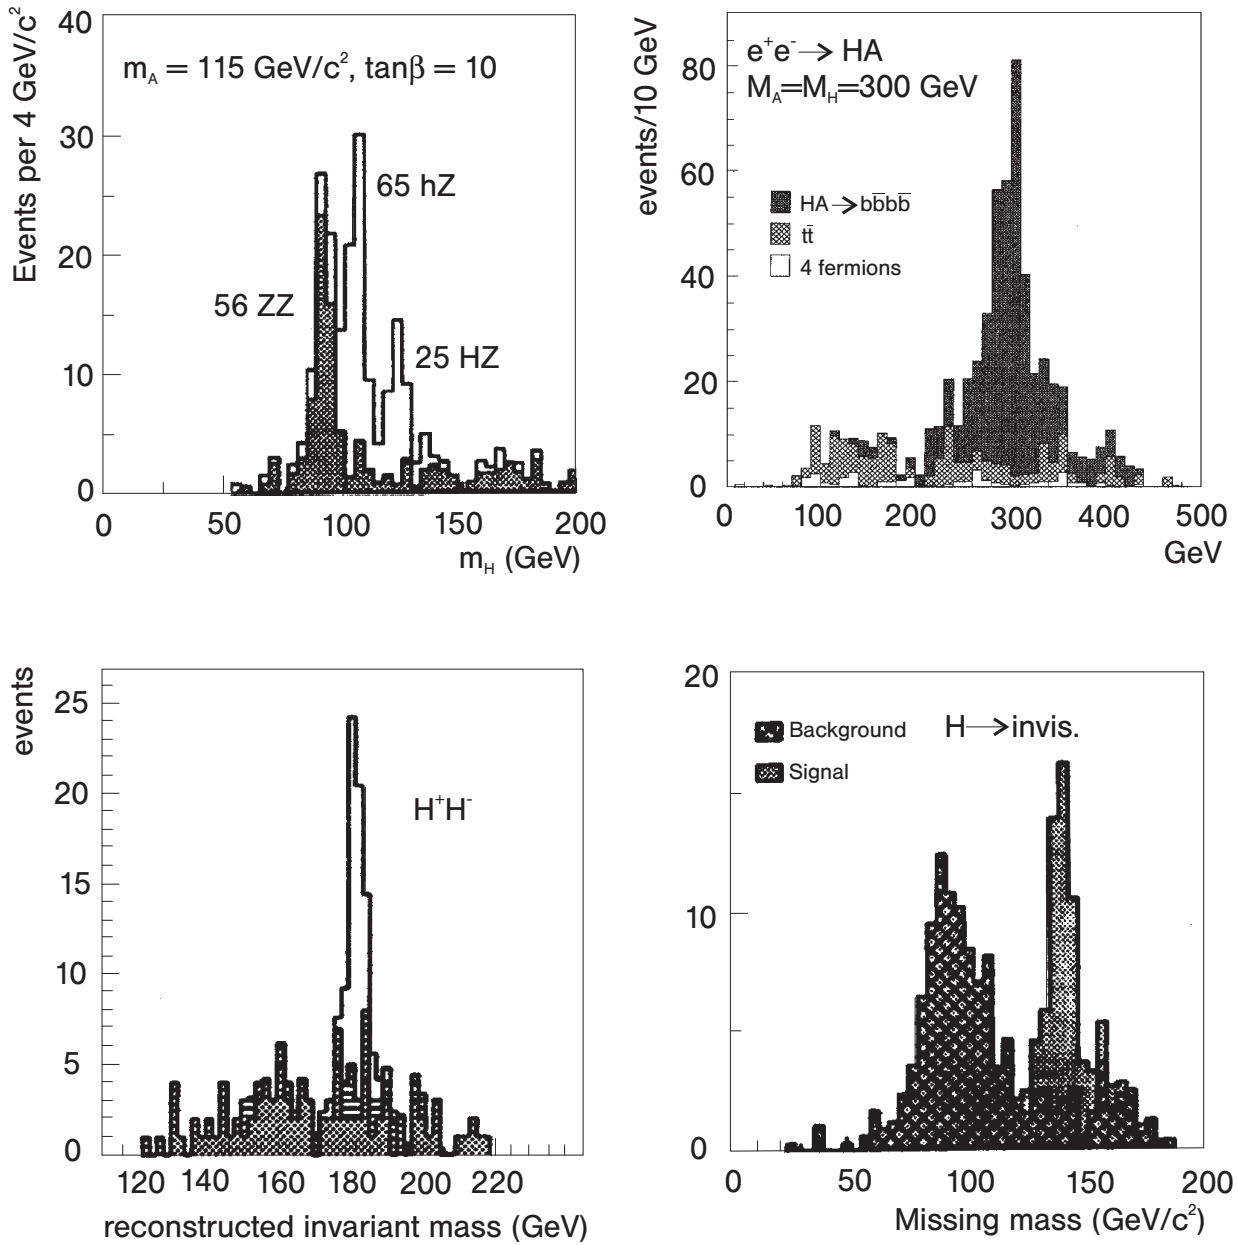 Events per 4 GeV/c²
40
30
20
10
0
m_A = 115 GeV/c², tanβ = 10
65 hZ
56 ZZ
25 HZ
0 50 100 150 200
m_H (GeV)
events/10 GeV
80
60
40
20
0
e⁺e⁻→ HA
M_A=M_H=300 GeV
HA→bb̄bb̄
tt̄
4 fermions
0 100 200 300 400 500
GeV
events
25
20
15
10
5
0
H⁺H⁻
120 140 160 180 200 220
reconstructed invariant mass (GeV)
20
10
0
Background
Signal
H→invis.
0 50 100 150 200
Missing mass (GeV/c²)